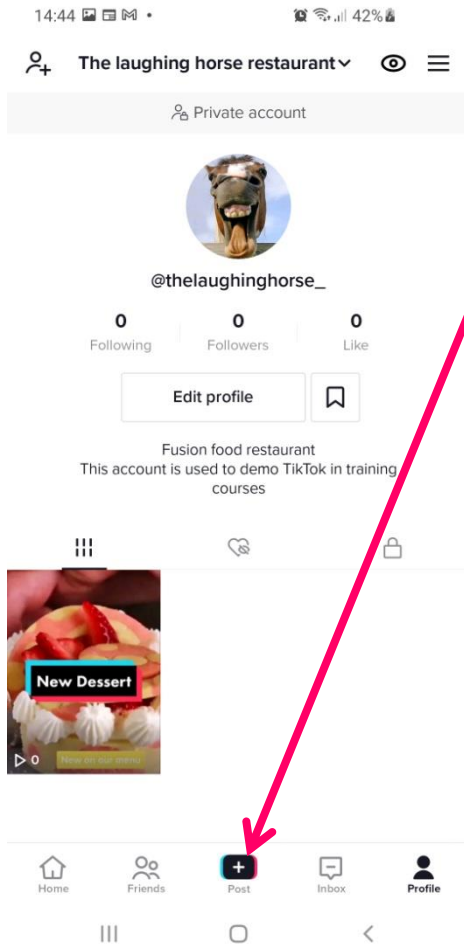 14:44 42%
The laughing horse restaurant
Private account
@thelaughinghorse_
0 0 0
Following Followers Like
Edit profile
Fusion food restaurant
This account is used to demo TikTok in training
courses
New Dessert
0 New on our menu
Home Friends Post Inbox Profile